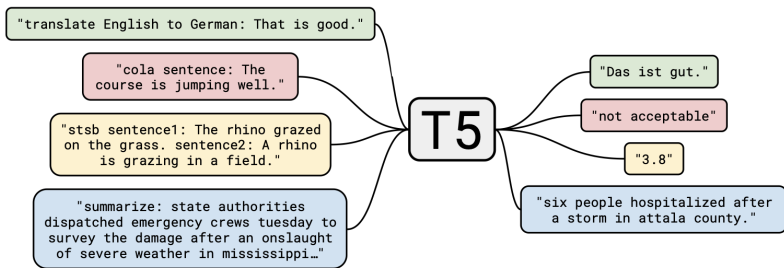 "translate English to German: That is good."
"cola sentence: The
course is jumping well."
"stsb sentence1: The rhino grazed
on the grass. sentence2: A rhino
is grazing in a field."
"summarize: state authorities
dispatched emergency crews tuesday to
survey the damage after an onslaught
of severe weather in mississippi…"
T5
"Das ist gut."
"not acceptable"
"3.8"
"six people hospitalized after
a storm in attala county."